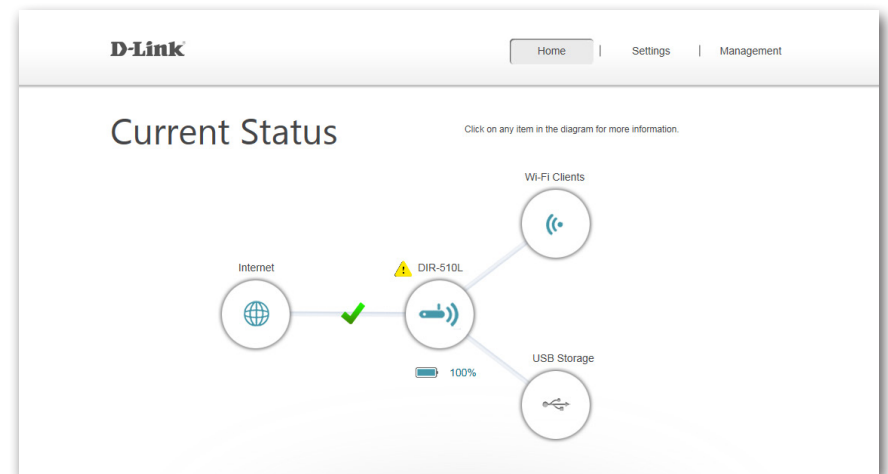 D-Link
Home | Settings | Management
Current Status
Click on any item in the diagram for more information.
Wi-Fi Clients
Internet
DIR-510L
100%
USB Storage